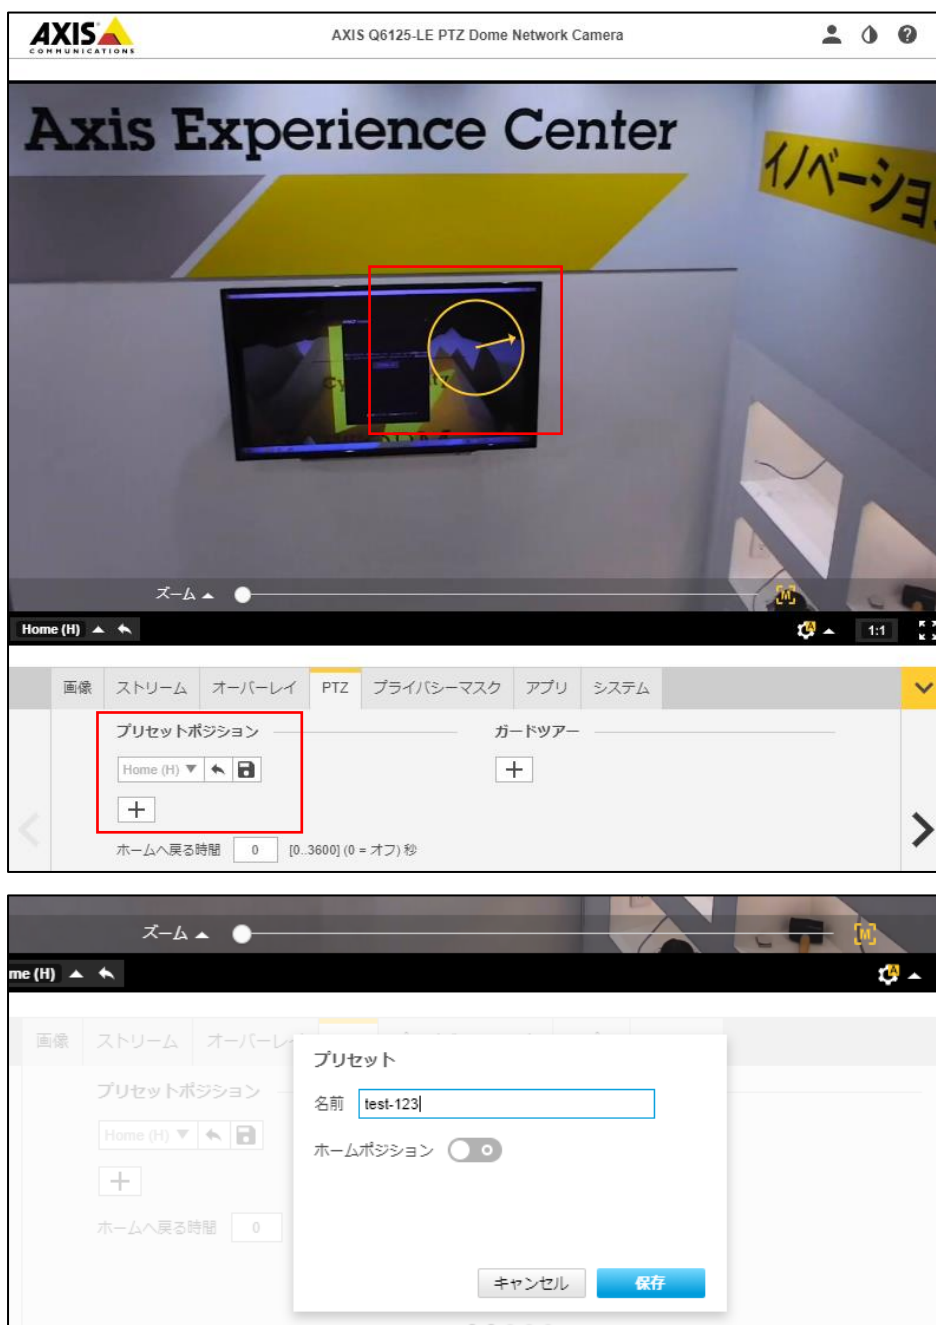 AXIS
COMMUNICATIONS
AXIS Q6125-LE PTZ Dome Network Camera
Axis Experience Center
イノベーション
ズーム
M
Home (H)
A
1:1
画像 ストリーム オーバーレイ PTZ プライバシーマスク アプリ システム
プリセットポジション
ガードツアー
Home (H)
ホームへ戻る時間 0 [0..3600] (0 = オフ) 秒
ズーム
M
me (H)
A
画像 ストリーム オーバーレイ
プリセットポジション
Home (H)
ホームへ戻る時間 0
プリセット
名前 test-123
ホームポジション
キャンセル 保存